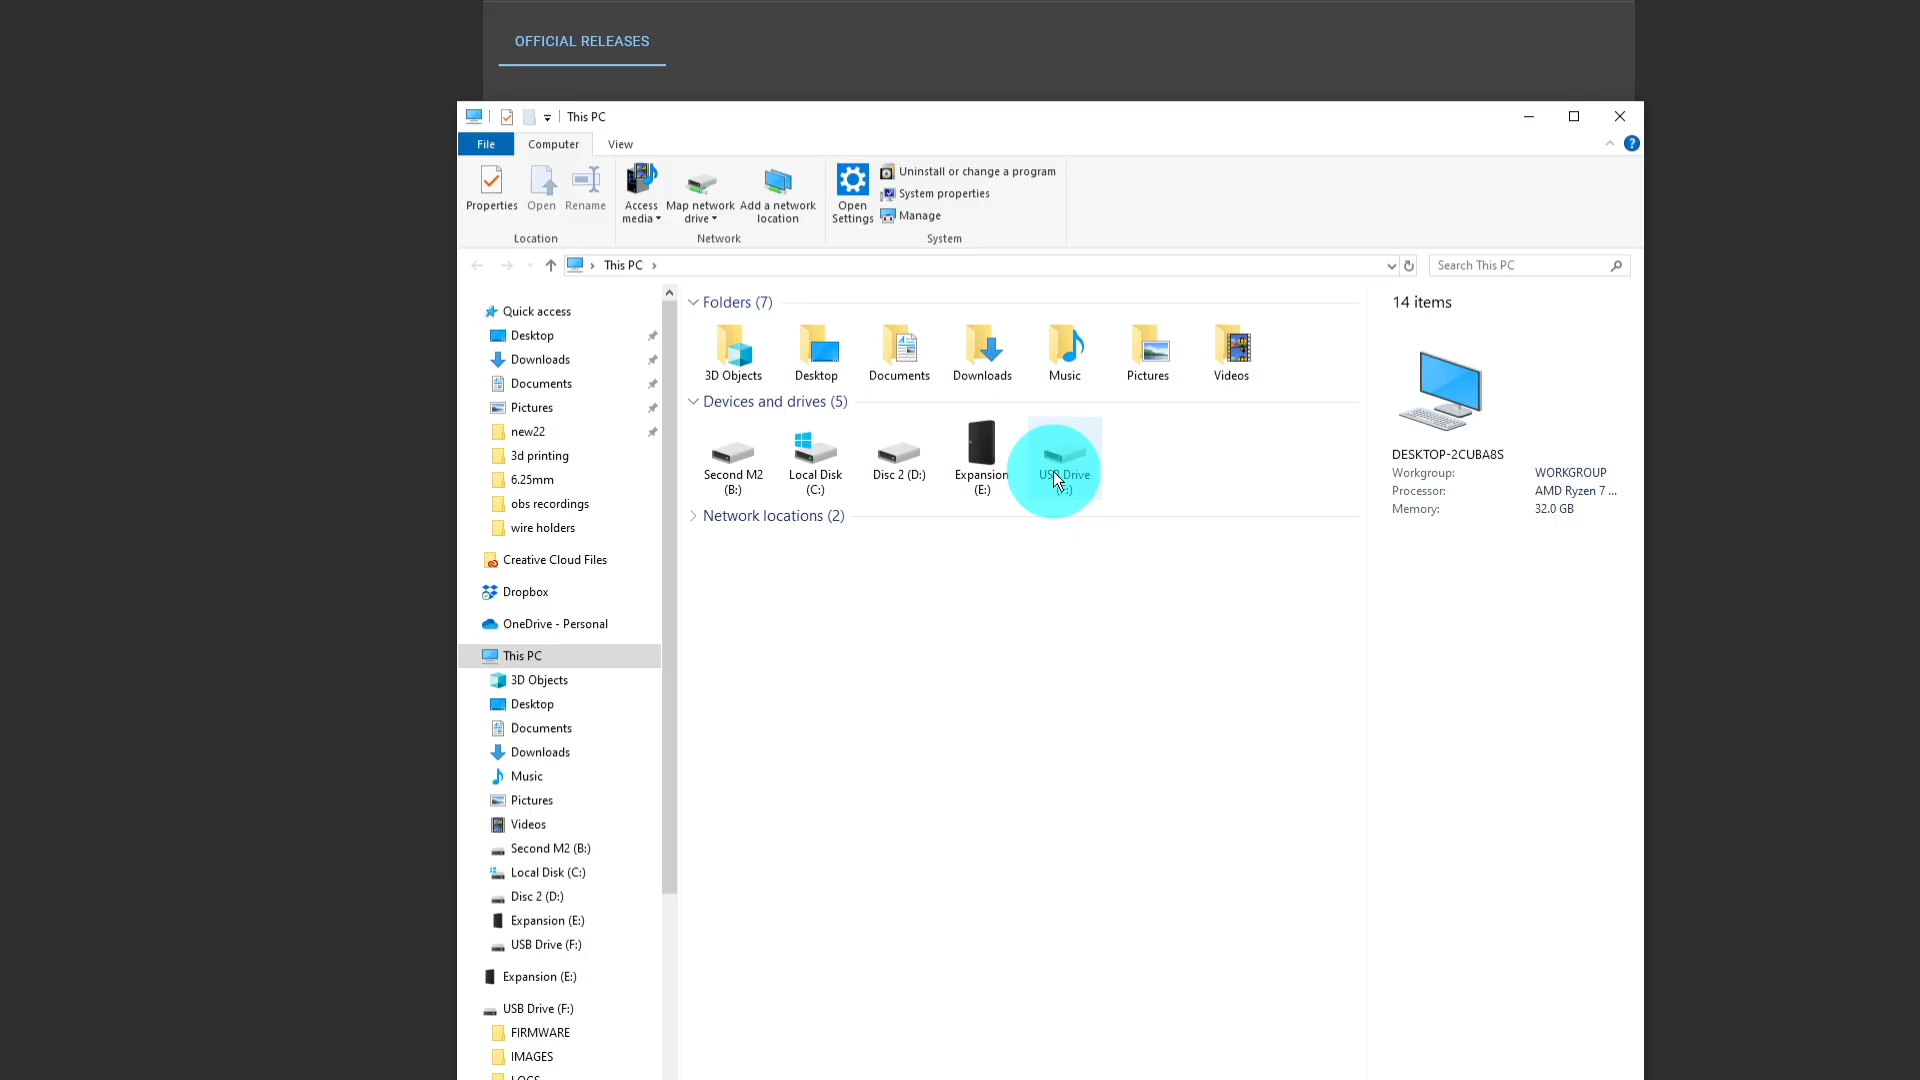 OFFICIAL RELEASES
This PC
File
Computer
View
Properties
Open
Rename
Access media
Map network drive
Add a network location
Open Settings
Uninstall or change a program
System properties
Manage
Location
Network
System
This PC
Search This PC
Quick access
Desktop
Downloads
Documents
Pictures
new22
3d printing
6.25mm
obs recordings
wire holders
Creative Cloud Files
Dropbox
OneDrive - Personal
This PC
3D Objects
Desktop
Documents
Downloads
Music
Pictures
Videos
Second M2 (B:)
Local Disk (C:)
Disc 2 (D:)
Expansion (E:)
USB Drive (F:)
Expansion (E:)
USB Drive (F:)
FIRMWARE
IMAGES
LOGS
Folders (7)
3D Objects
Desktop
Documents
Downloads
Music
Pictures
Videos
Devices and drives (5)
Second M2
(B:)
Local Disk
(C:)
Disc 2 (D:)
Expansion
(E:)
USB Drive
(F:)
Network locations (2)
14 items
DESKTOP-2CUBA8S
Workgroup: WORKGROUP
Processor: AMD Ryzen 7 ...
Memory: 32.0 GB